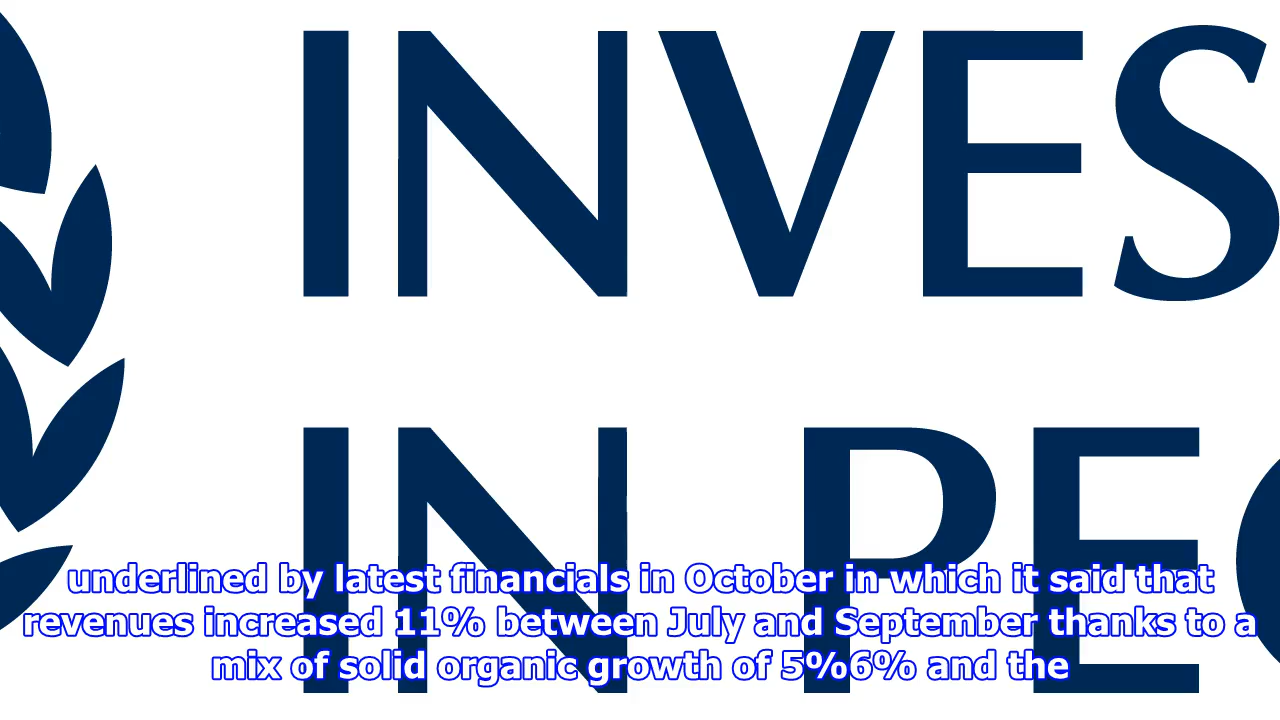 INVES
IN PEO
underlined by latest financials in October in which it said that
revenues increased 11% between July and September thanks to a
mix of solid organic growth of 5%6% and the